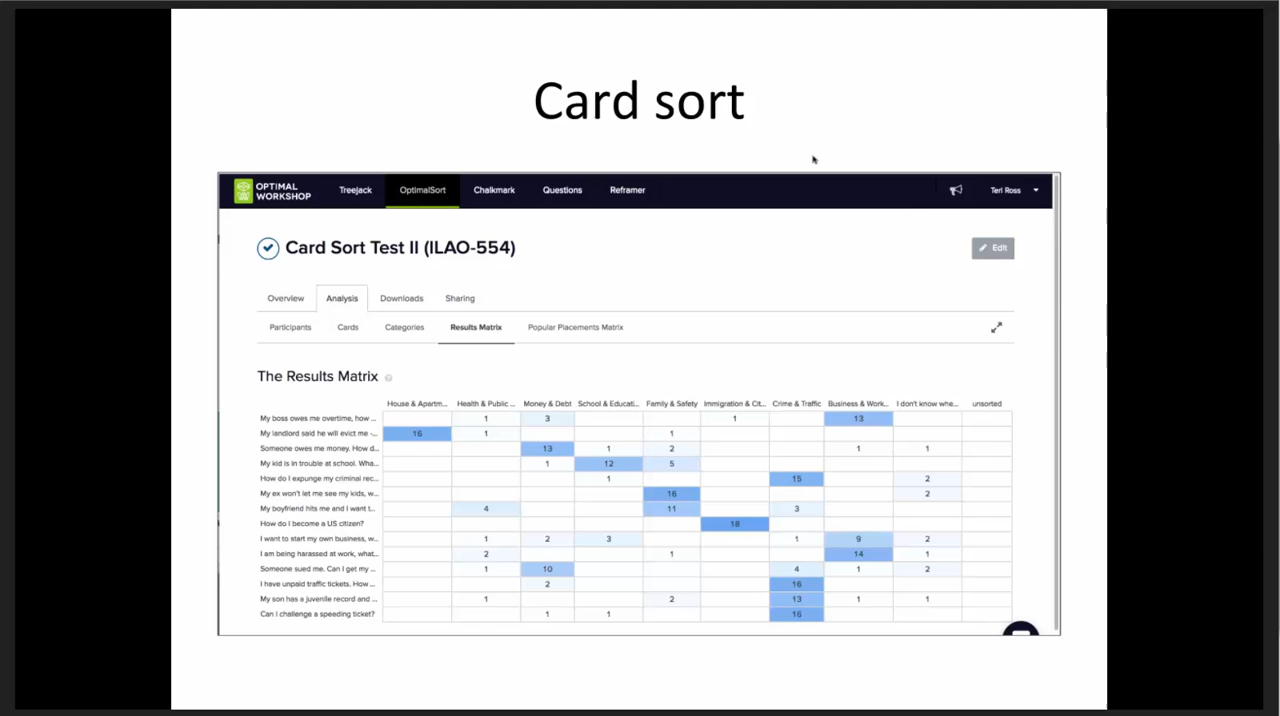 Card sort
OPTIMAL WORKSHOP Treejack OptimalSort Chalkmark Questions Reframer Teri Ross
Card Sort Test II (ILAO-554) Edit
Overview Analysis Downloads Sharing
Participants Cards Categories Results Matrix Popular Placements Matrix
The Results Matrix
House & Apartm... Health & Public ... Money & Debt School & Educati... Family & Safety Immigration & Cit... Crime & Traffic Business & Work... I don't know whe... unsorted
My boss owes me overtime, how ... 1 3 1 13
My landlord said he will evict me -... 16 1 1
Someone owes me money. How d... 13 1 2 1 1
My kid is in trouble at school. Wha... 1 12 5
How do I expunge my criminal rec... 1 15 2
My ex won't let me see my kids, w... 16 2
My boyfriend hits me and I want t... 4 11 3
How do I become a US citizen? 18
I want to start my own business, w... 1 2 3 1 9 2
I am being harassed at work, what... 2 1 14 1
Someone sued me. Can I get my ... 1 10 4 1 2
I have unpaid traffic tickets. How ... 2 16
My son has a juvenile record and ... 1 2 13 1 1
Can I challenge a speeding ticket? 1 1 16